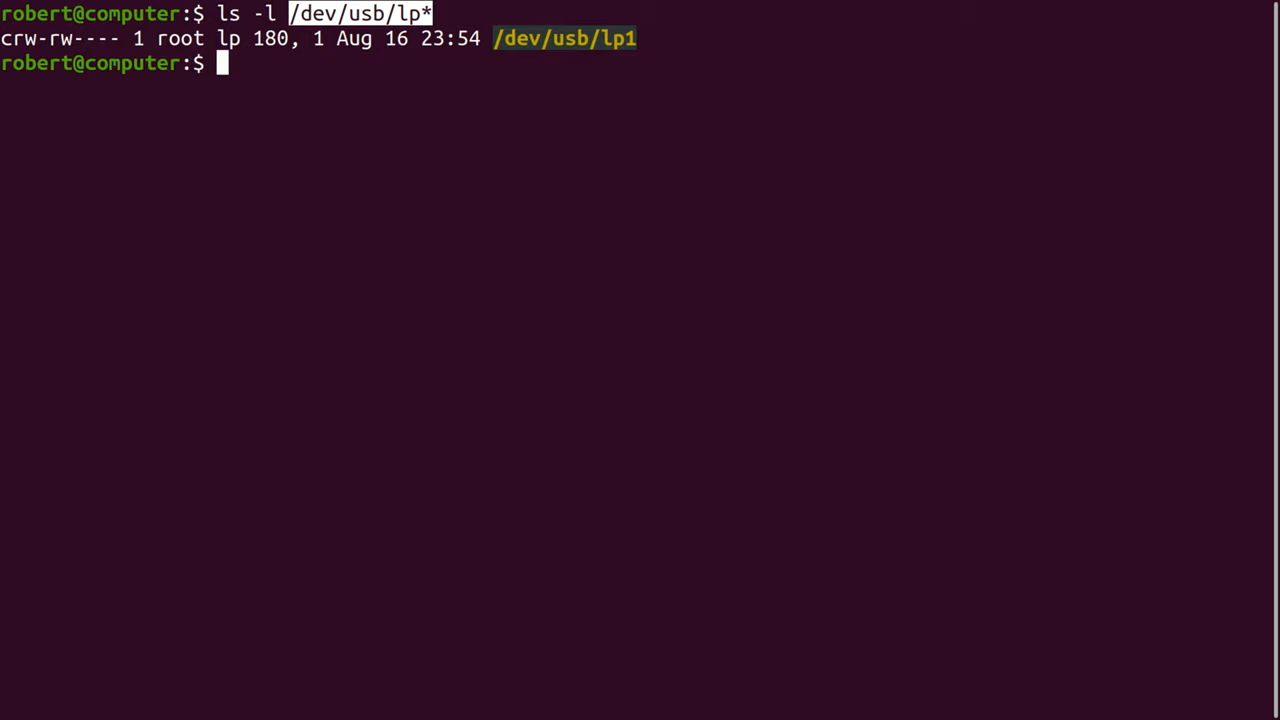 robert@computer:$ ls -l /dev/usb/lp*
crw-rw---- 1 root lp 180, 1 Aug 16 23:54 /dev/usb/lp1
robert@computer:$